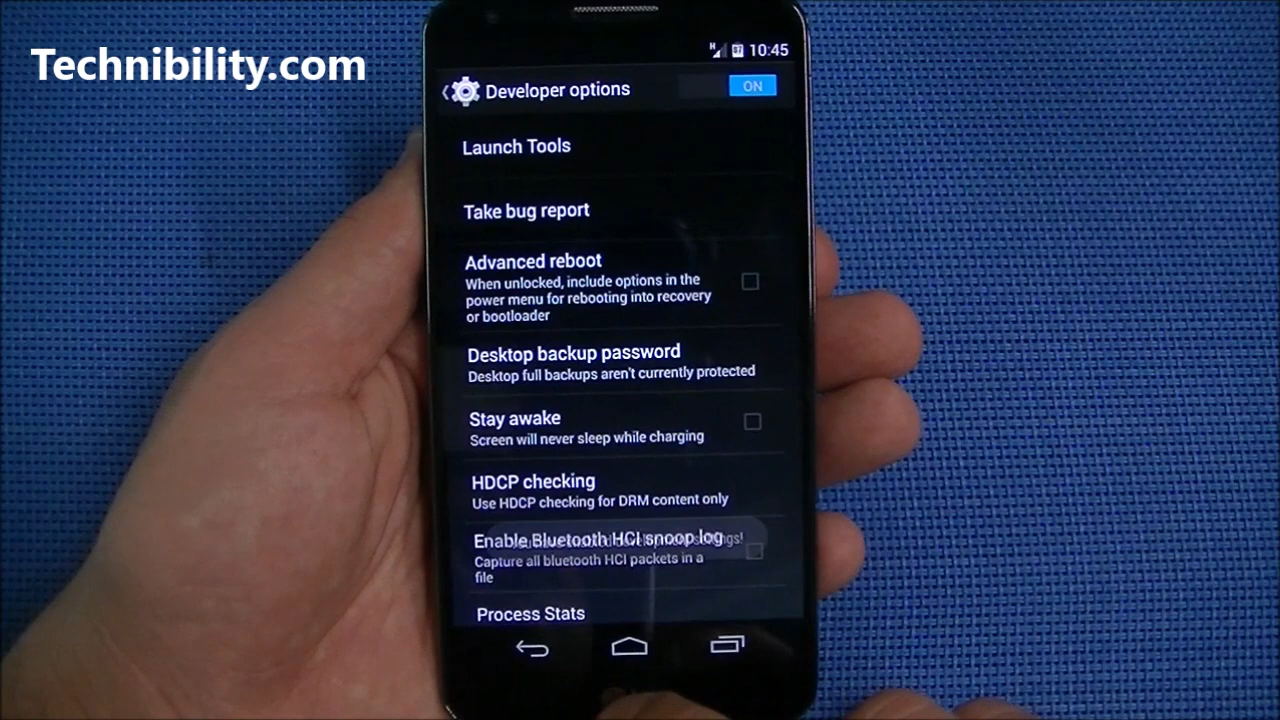 Technibility.com
H 87 10:45
Developer options ON
Launch Tools
Take bug report
Advanced reboot
When unlocked, include options in the
power menu for rebooting into recovery
or bootloader
Desktop backup password
Desktop full backups aren't currently protected
Stay awake
Screen will never sleep while charging
HDCP checking
Use HDCP checking for DRM content only
Enable Bluetooth HCI snoop log
Capture all bluetooth HCI packets in a
file
Process Stats